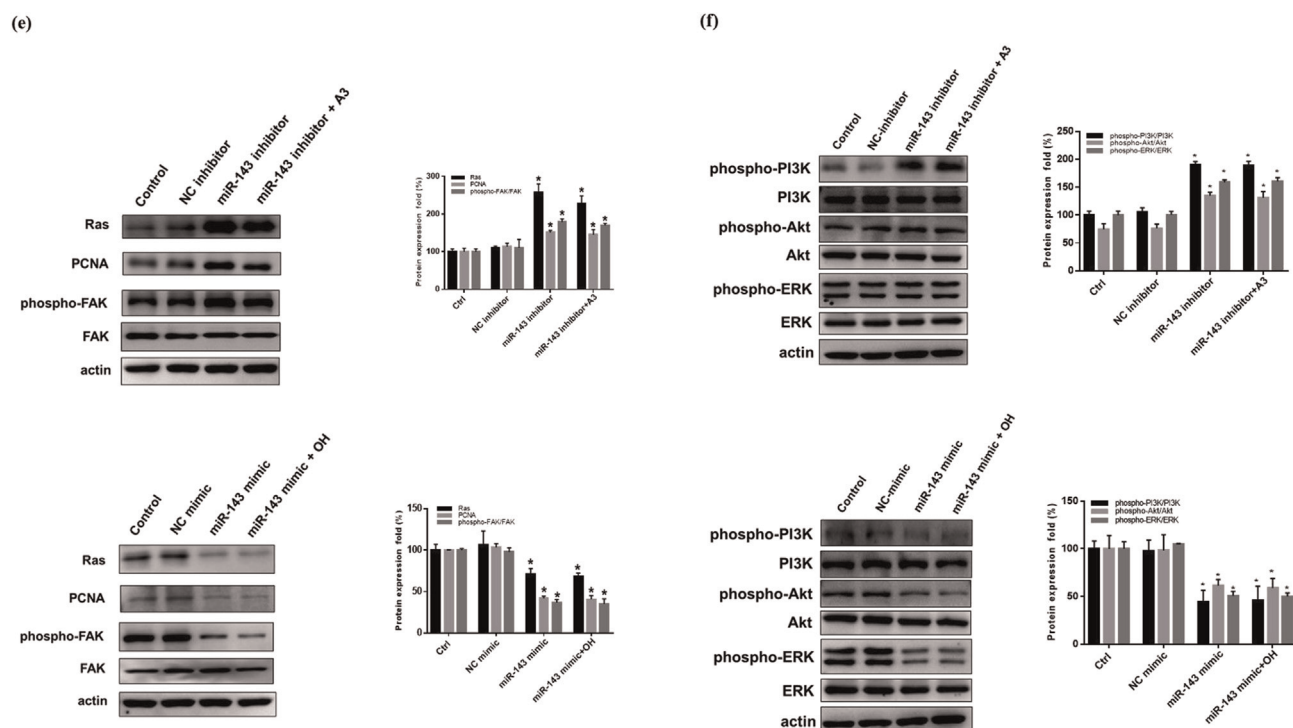 (e)
Control
NC inhibitor
miR-143 inhibitor
miR-143 inhibitor + A3
Ras
PCNA
phospho-FAK
FAK
actin
Protein expression fold (%)
300
200
100
0
Ras
PCNA
phospho-FAK/FAK
* * * * * *
Ctrl
NC inhibitor
miR-143 inhibitor
miR-143 inhibitor+A3
Control
NC mimic
miR-143 mimic
miR-143 mimic + OH
Ras
PCNA
phospho-FAK
FAK
actin
Protein expression fold (%)
150
100
50
0
Ras
PCNA
phospho-FAK/FAK
* * * * * *
Ctrl
NC mimic
miR-143 mimic
miR-143 mimic+OH
(f)
Control
NC-inhibitor
miR-143 inhibitor
miR-143 inhibitor + A3
phospho-PI3K
PI3K
phospho-Akt
Akt
phospho-ERK
ERK
actin
Protein expression fold (%)
250
200
150
100
50
0
phospho-PI3K/PI3K
phospho-Akt/Akt
phospho-ERK/ERK
* * * * * *
Ctrl
NC inhibitor
miR-143 inhibitor
miR-143 inhibitor+A3
Control
NC-mimic
miR-143 mimic
miR-143 mimic + OH
phospho-PI3K
PI3K
phospho-Akt
Akt
phospho-ERK
ERK
actin
Protein expression fold (%)
150
100
50
0
phospho-PI3K/PI3K
phospho-Akt/Akt
phospho-ERK/ERK
* * * * * *
Ctrl
NC mimic
miR-143 mimic
miR-143 mimic+OH